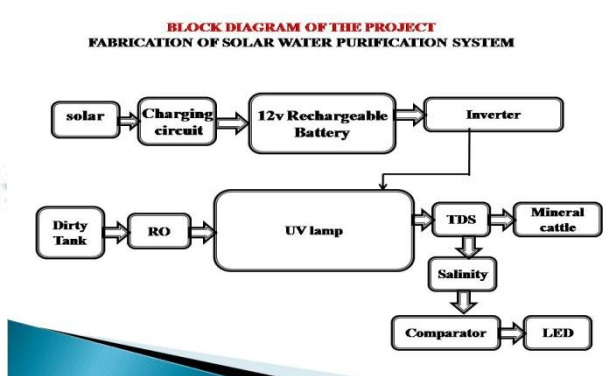 BLOCK DIAGRAM OF THE PROJECT
FABRICATION OF SOLAR WATER PURIFICATION SYSTEM
solar
Charging
circuit
12v Rechargeable
Battery
Inverter
Dirty
Tank
RO
UV lamp
TDS
Mineral
cattle
Salinity
Comparator
LED